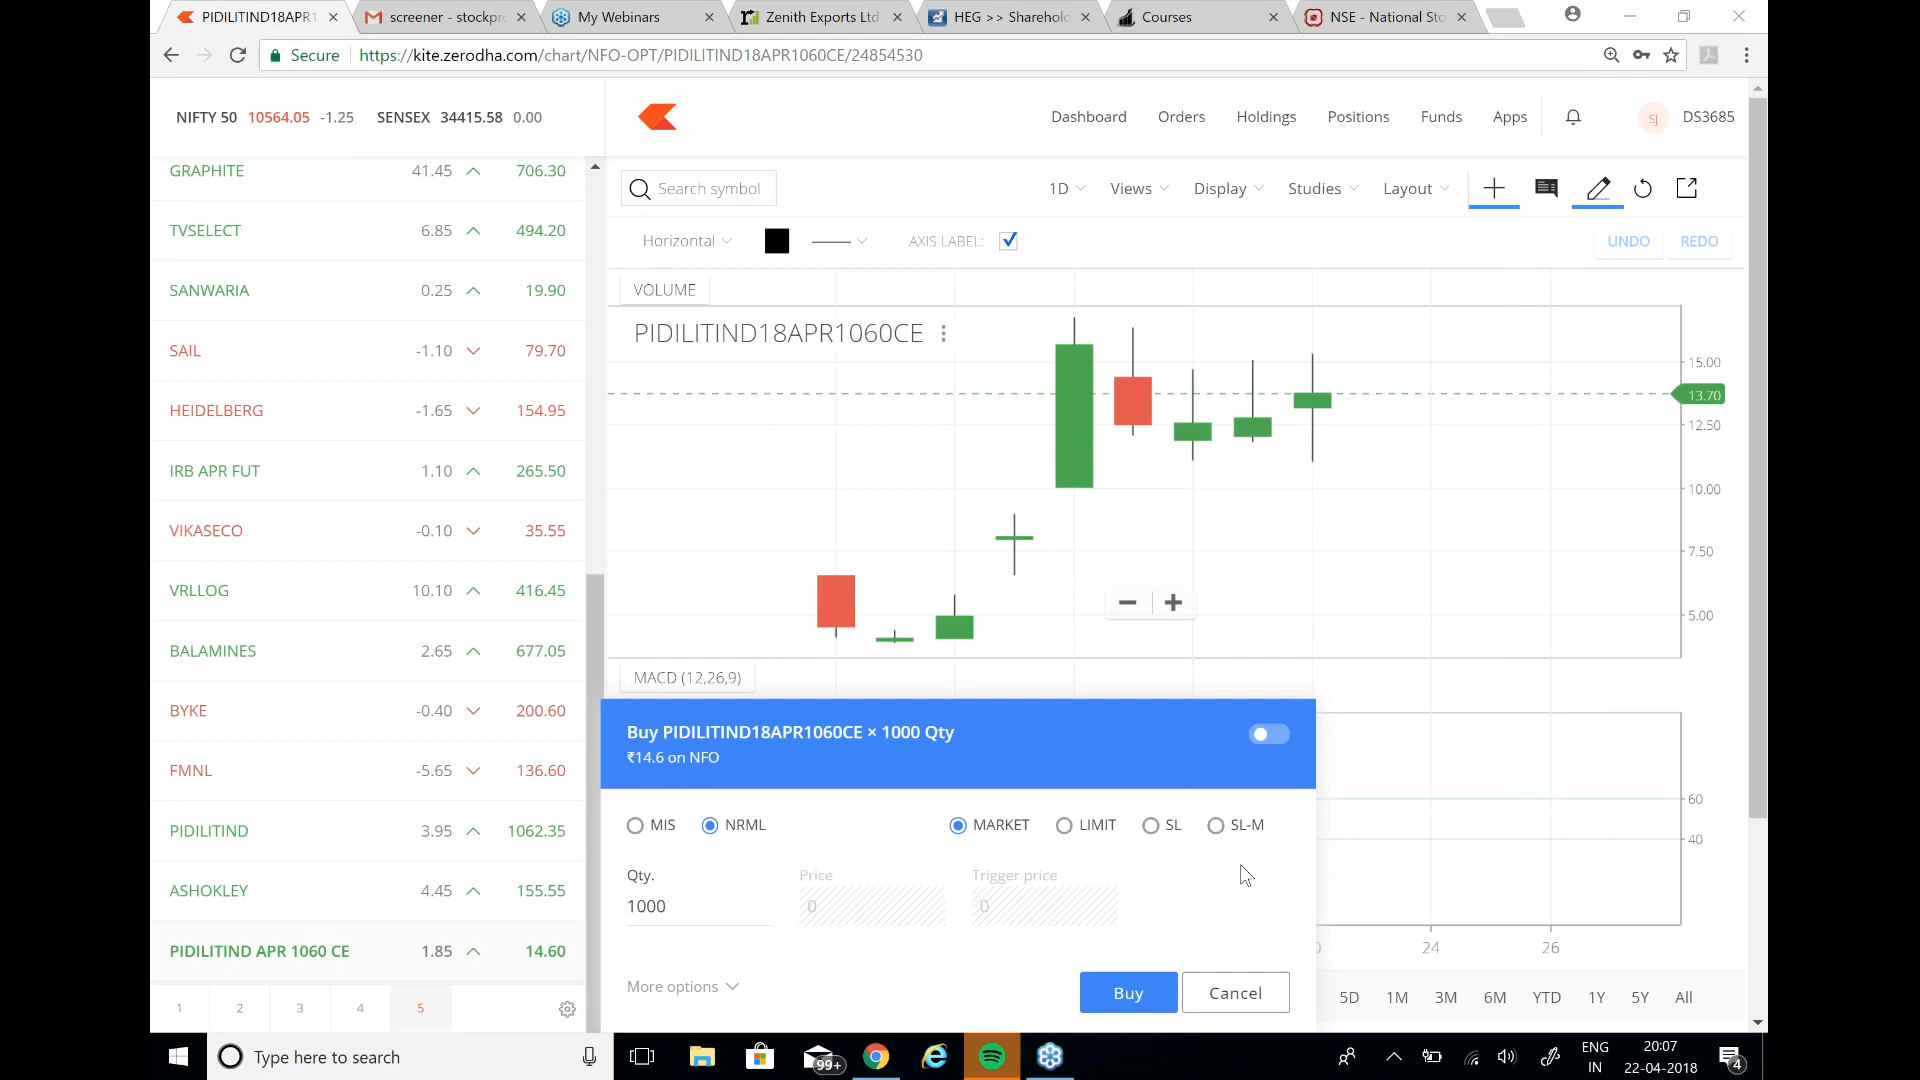 PIDILITIND18APR1
screener - stockpro
My Webinars
Zenith Exports Ltd
HEG >> Sharehold
Courses
NSE - National Sto
Secure
https://kite.zerodha.com/chart/NFO-OPT/PIDILITIND18APR1060CE/24854530
NIFTY 50 10564.05 -1.25 SENSEX 34415.58 0.00
Dashboard Orders Holdings Positions Funds Apps
SJ DS3685
GRAPHITE 41.45 706.30
TVSELECT 6.85 494.20
SANWARIA 0.25 19.90
SAIL -1.10 79.70
HEIDELBERG -1.65 154.95
IRB APR FUT 1.10 265.50
VIKASECO -0.10 35.55
VRLLOG 10.10 416.45
BALAMINES 2.65 677.05
BYKE -0.40 200.60
FMNL -5.65 136.60
PIDILITIND 3.95 1062.35
ASHOKLEY 4.45 155.55
PIDILITIND APR 1060 CE 1.85 14.60
1 2 3 4 5
Search symbol
1D Views Display Studies Layout
Horizontal
AXIS LABEL:
UNDO REDO
VOLUME
PIDILITIND18APR1060CE
15.00
13.70
12.50
10.00
7.50
5.00
MACD (12,26,9)
60
40
Buy PIDILITIND18APR1060CE × 1000 Qty
₹14.6 on NFO
MIS NRML MARKET LIMIT SL SL-M
Qty. Price Trigger price
1000 0 0
More options
Buy Cancel
24 26
5D 1M 3M 6M YTD 1Y 5Y All
Type here to search
99+
ENG
IN
20:07
22-04-2018
4